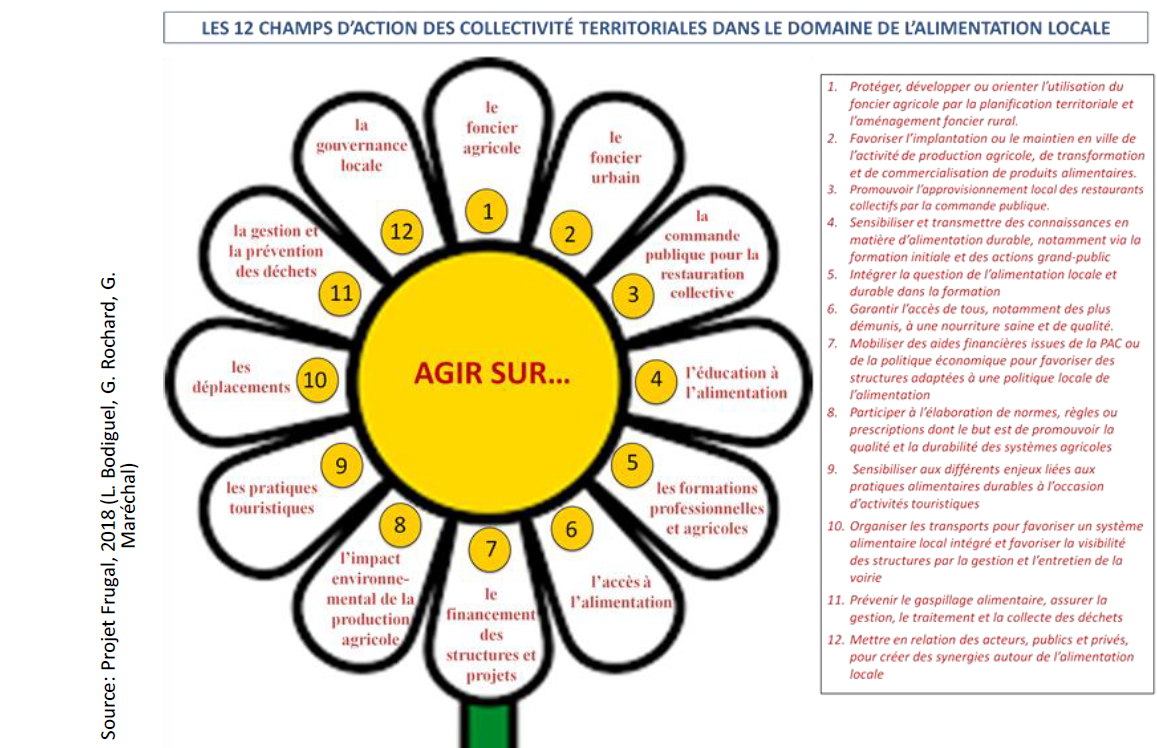 LES 12 CHAMPS D’ACTION DES COLLECTIVITÉ TERRITORIALES DANS LE DOMAINE DE L’ALIMENTATION LOCALE
le
foncier
agricole
1
le
foncier
urbain
2
la
commande
publique pour la
restauration
collective
3
4
l’éducation à
l’alimentation
5
les formations
professionnelles
et agricoles
6
l’accès à
l’alimentation
7
le
financement
des
structures et
projets
8
l’impact
environne-
mental de la
production
agricole
9
les pratiques
touristiques
les
déplacements
10
la gestion et
la prévention
des déchets
11
la
gouvernance
locale
12
AGIR SUR...
1. Protéger, développer ou orienter l’utilisation du
foncier agricole par la planification territoriale et
l’aménagement foncier rural.
2. Favoriser l’implantation ou le maintien en ville de
l’activité de production agricole, de transformation
et de commercialisation de produits alimentaires.
3. Promouvoir l’approvisionnement local des restaurants
collectifs par la commande publique.
4. Sensibiliser et transmettre des connaissances en
matière d’alimentation durable, notamment via la
formation initiale et des actions grand-public
5. Intégrer la question de l’alimentation locale et
durable dans la formation
6. Garantir l’accès de tous, notamment des plus
démunis, à une nourriture saine et de qualité.
7. Mobiliser des aides financières issues de la PAC ou
de la politique économique pour favoriser des
structures adaptées à une politique locale de
l’alimentation
8. Participer à l’élaboration de normes, règles ou
prescriptions dont le but est de promouvoir la
qualité et la durabilité des systèmes agricoles
9. Sensibiliser aux différents enjeux liées aux
pratiques alimentaires durables à l’occasion
d’activités touristiques
10. Organiser les transports pour favoriser un système
alimentaire local intégré et favoriser la visibilité
des structures par la gestion et l’entretien de la
voirie
11. Prévenir le gaspillage alimentaire, assurer la
gestion, le traitement et la collecte des déchets
12. Mettre en relation des acteurs, publics et privés,
pour créer des synergies autour de l’alimentation
locale
Source: Projet Frugal, 2018 (L. Bodiguel, G. Rochard, G.
Maréchal)